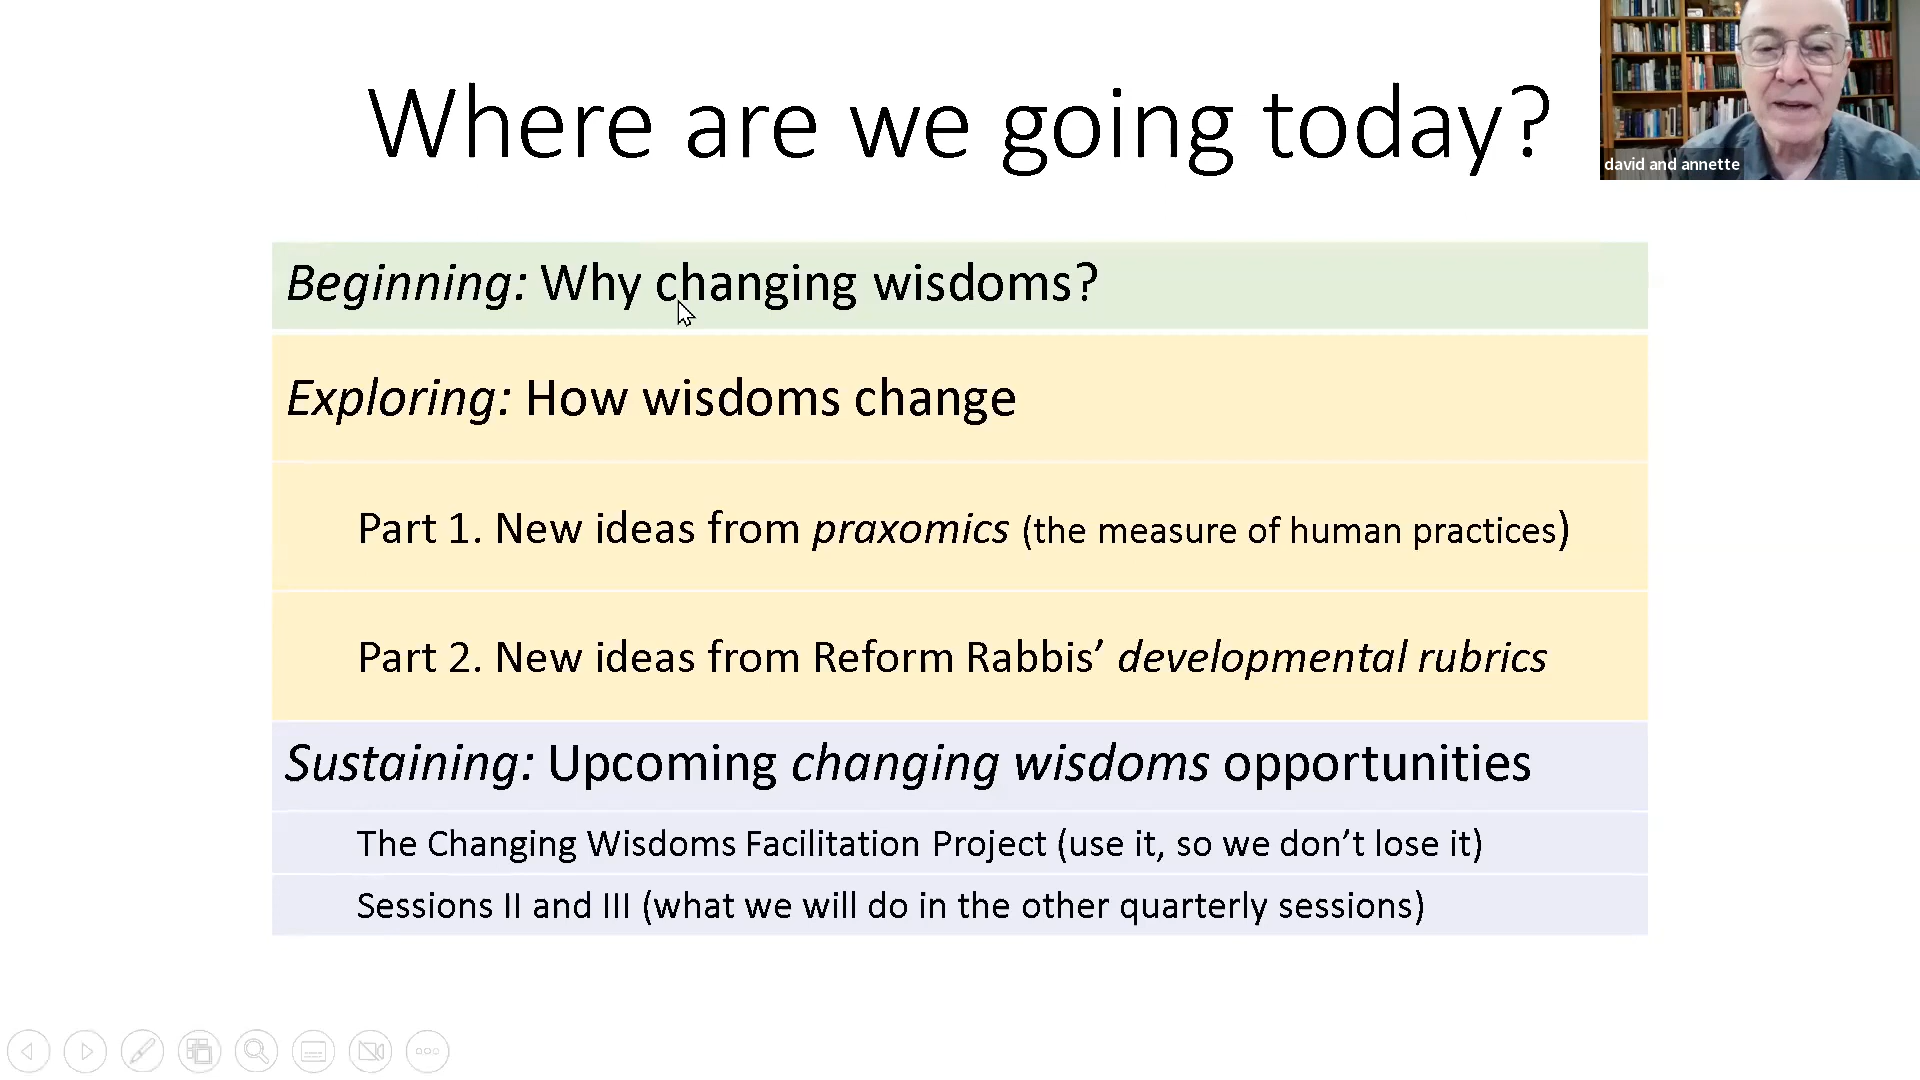 Where are we going today?
david and annette
Beginning: Why changing wisdoms?
Exploring: How wisdoms change
Part 1. New ideas from praxomics (the measure of human practices)
Part 2. New ideas from Reform Rabbis’ developmental rubrics
Sustaining: Upcoming changing wisdoms opportunities
The Changing Wisdoms Facilitation Project (use it, so we don’t lose it)
Sessions II and III (what we will do in the other quarterly sessions)